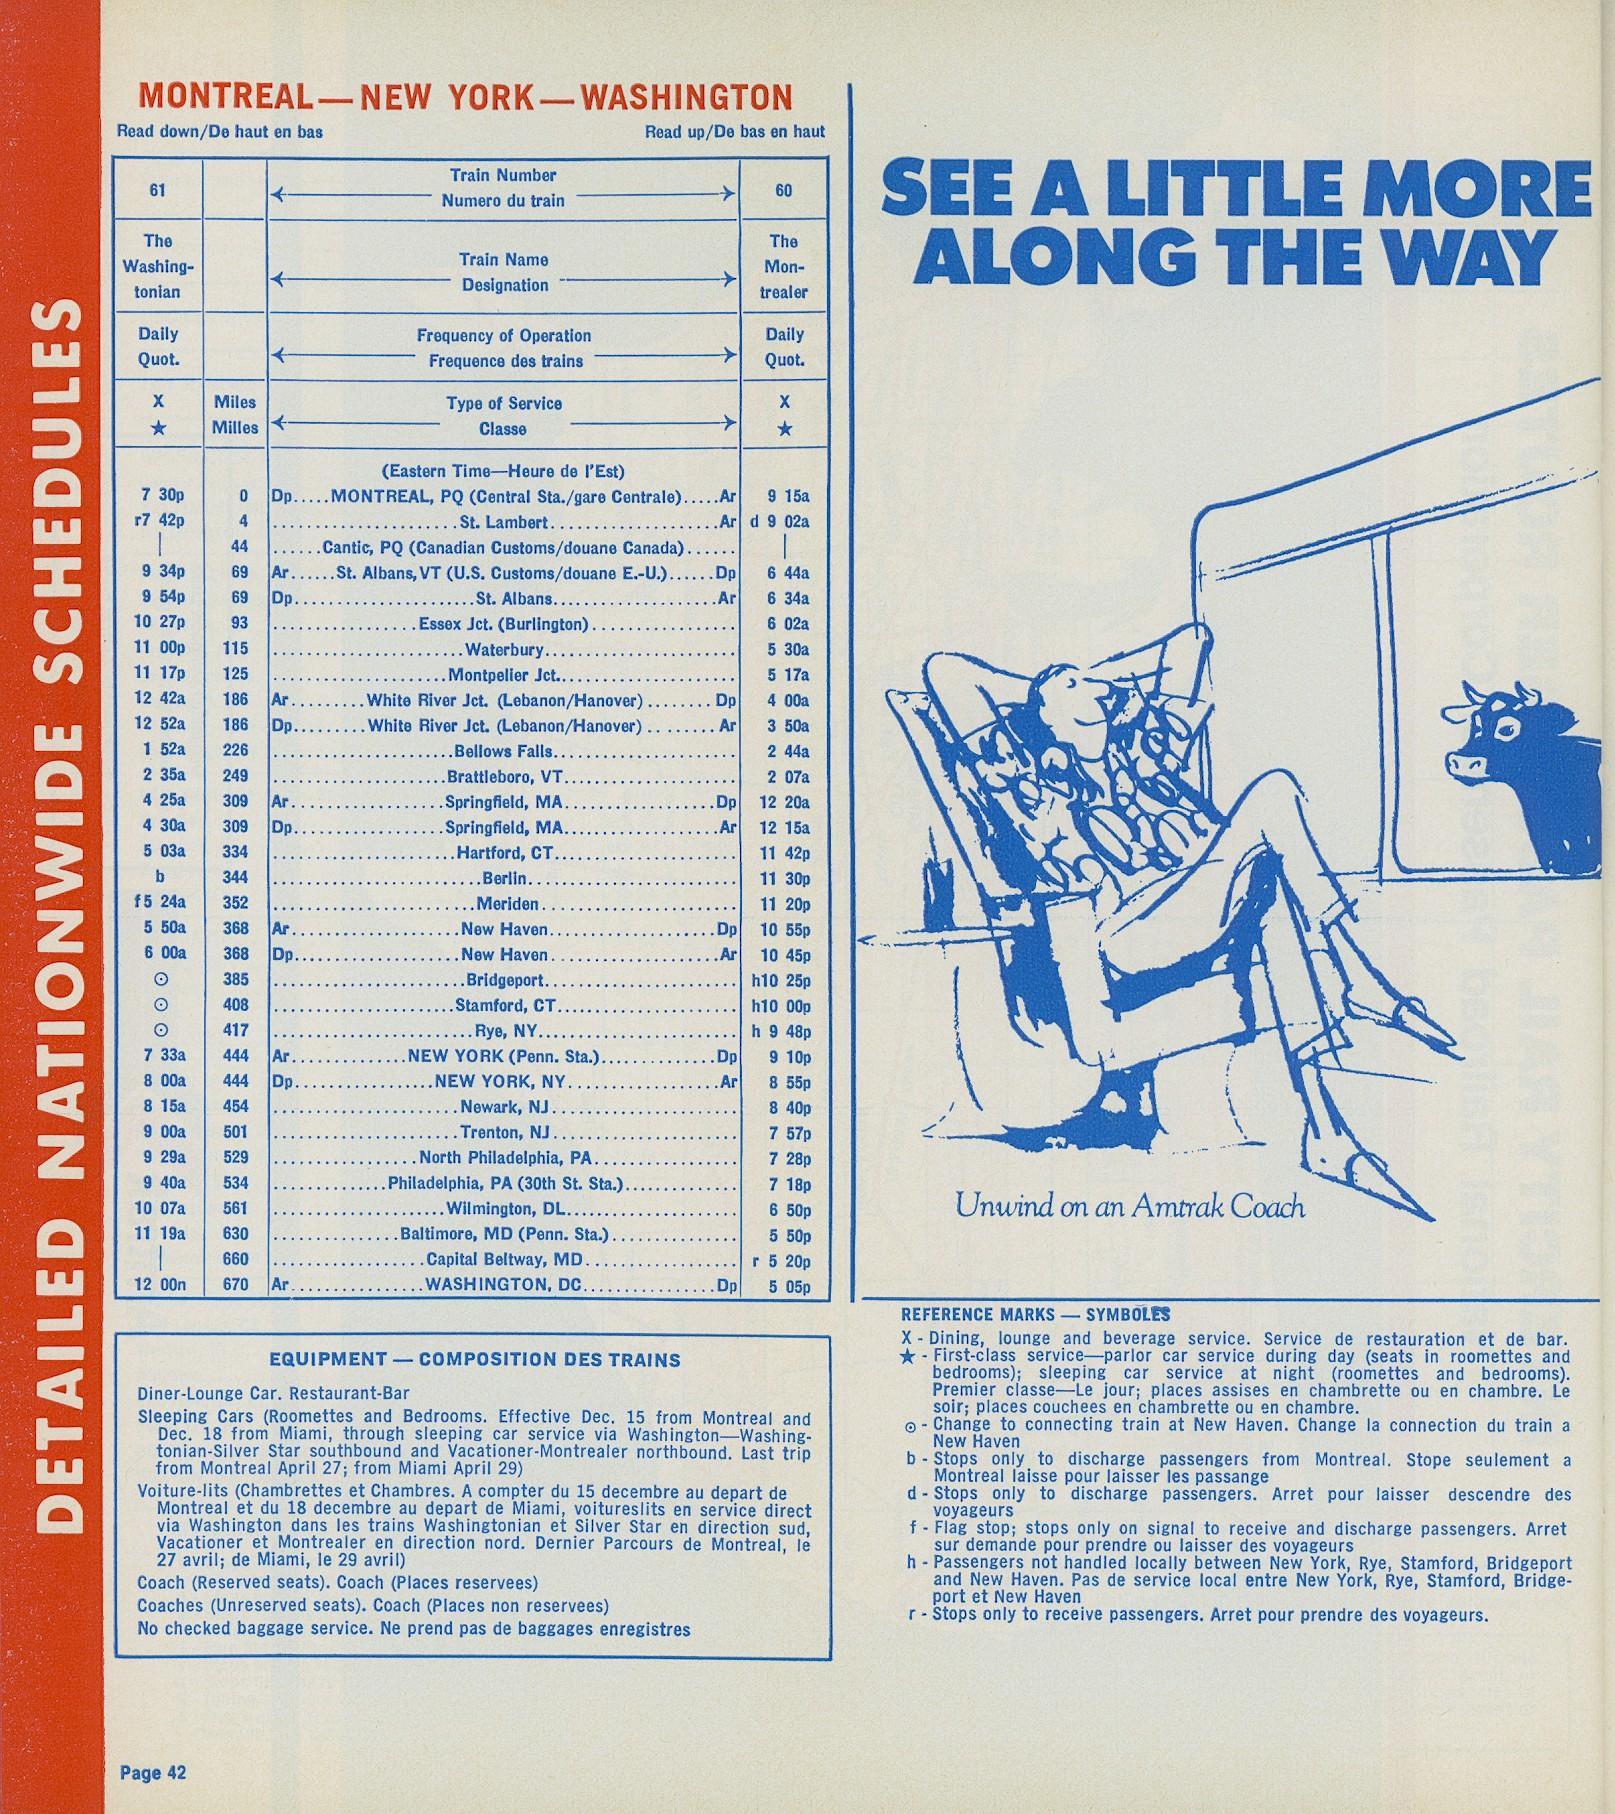 DETAILED NATIONWIDE SCHEDULES
MONTREAL—NEW YORK—WASHINGTON
Read down/De haut en bas Read up/De bas en haut
61 Train Number Numero du train 60
The Washing-tonian Train Name Designation The Mon-trealer
Daily Quot. Frequency of Operation Frequence des trains Daily Quot.
X ★ Miles Milles Type of Service Classe X ★
(Eastern Time—Heure de l'Est)
7 30p 0 Dp.....MONTREAL, PQ (Central Sta./gare Centrale).....Ar 9 15a
r7 42p 4 St. Lambert Ar d 9 02a
| 44 Cantic, PQ (Canadian Customs/douane Canada) |
9 34p 69 Ar St. Albans, VT (U.S. Customs/douane E.-U.) Dp 6 44a
9 54p 69 Dp St. Albans Ar 6 34a
10 27p 93 Essex Jct. (Burlington) 6 02a
11 00p 115 Waterbury 5 30a
11 17p 125 Montpelier Jct. 5 17a
12 42a 186 Ar White River Jct. (Lebanon/Hanover) Dp 4 00a
12 52a 186 Dp White River Jct. (Lebanon/Hanover) Ar 3 50a
1 52a 226 Bellows Falls 2 44a
2 35a 249 Brattleboro, VT 2 07a
4 25a 309 Ar Springfield, MA Dp 12 20a
4 30a 309 Dp Springfield, MA Ar 12 15a
5 03a 334 Hartford, CT 11 42p
b 344 Berlin 11 30p
f5 24a 352 Meriden 11 20p
5 50a 368 Ar New Haven Dp 10 55p
6 00a 368 Dp New Haven Ar 10 45p
⊙ 385 Bridgeport h10 25p
⊙ 408 Stamford, CT h10 00p
⊙ 417 Rye, NY h 9 48p
7 33a 444 Ar NEW YORK (Penn. Sta.) Dp 9 10p
8 00a 444 Dp NEW YORK, NY Ar 8 55p
8 15a 454 Newark, NJ 8 40p
9 00a 501 Trenton, NJ 7 57p
9 29a 529 North Philadelphia, PA 7 28p
9 40a 534 Philadelphia, PA (30th St. Sta.) 7 18p
10 07a 561 Wilmington, DL 6 50p
11 19a 630 Baltimore, MD (Penn. Sta.) 5 50p
| 660 Capital Beltway, MD r 5 20p
12 00n 670 Ar WASHINGTON, DC Dp 5 05p
EQUIPMENT — COMPOSITION DES TRAINS
Diner-Lounge Car. Restaurant-Bar
Sleeping Cars (Roomettes and Bedrooms. Effective Dec. 15 from Montreal and
Dec. 18 from Miami, through sleeping car service via Washington—Washing-
tonian-Silver Star southbound and Vacationer-Montrealer northbound. Last trip
from Montreal April 27; from Miami April 29)
Voiture-lits (Chambrettes et Chambres. A compter du 15 decembre au depart de
Montreal et du 18 decembre au depart de Miami, voitureslits en service direct
via Washington dans les trains Washingtonian et Silver Star en direction sud,
Vacationer et Montrealer en direction nord. Dernier Parcours de Montreal, le
27 avril; de Miami, le 29 avril)
Coach (Reserved seats). Coach (Places reservees)
Coaches (Unreserved seats). Coach (Places non reservees)
No checked baggage service. Ne prend pas de baggages enregistres
Page 42
SEE A LITTLE MORE
ALONG THE WAY
Unwind on an Amtrak Coach
REFERENCE MARKS — SYMBOLES
X - Dining, lounge and beverage service. Service de restauration et de bar.
★ - First-class service—parlor car service during day (seats in roomettes and
bedrooms); sleeping car service at night (roomettes and bedrooms).
Premier classe—Le jour; places assises en chambrette ou en chambre. Le
soir; places couchees en chambrette ou en chambre.
⊙ - Change to connecting train at New Haven. Change la connection du train a
New Haven
b - Stops only to discharge passengers from Montreal. Stope seulement a
Montreal laisse pour laisser les passange
d - Stops only to discharge passengers. Arret pour laisser descendre des
voyageurs
f - Flag stop; stops only on signal to receive and discharge passengers. Arret
sur demande pour prendre ou laisser des voyageurs
h - Passengers not handled locally between New York, Rye, Stamford, Bridgeport
and New Haven. Pas de service local entre New York, Rye, Stamford, Bridge-
port et New Haven
r - Stops only to receive passengers. Arret pour prendre des voyageurs.